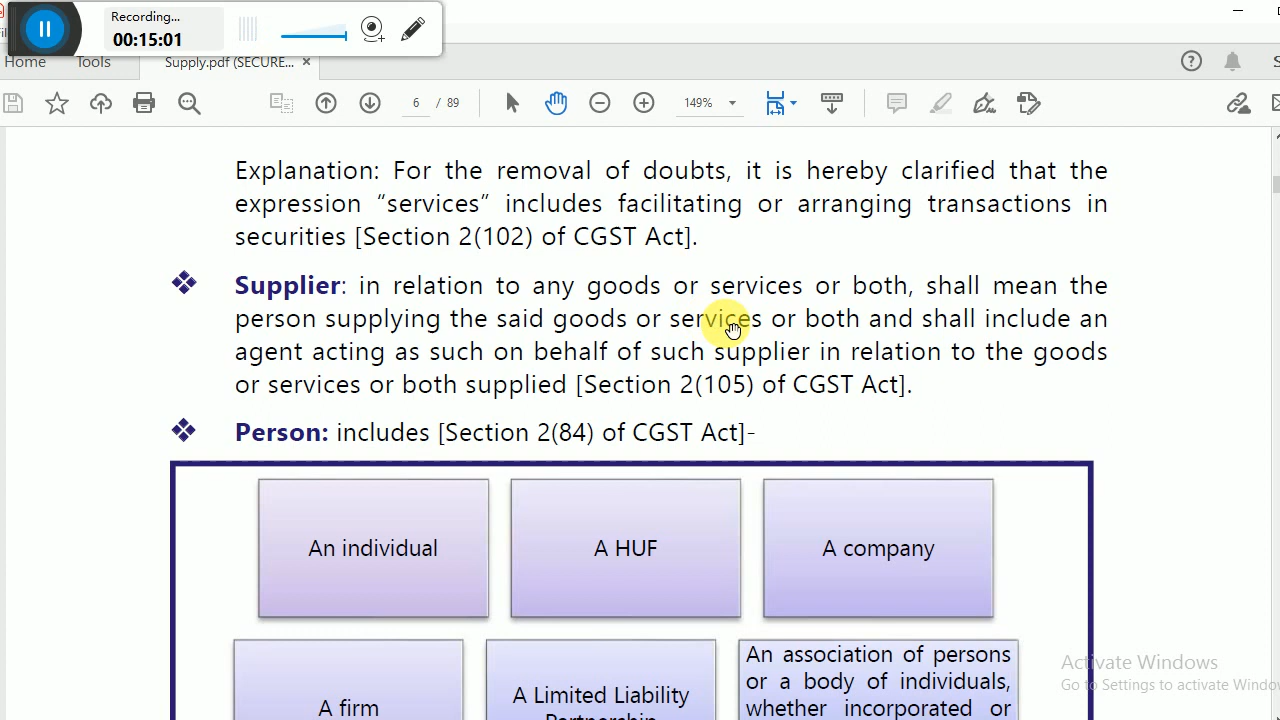 Recording...
00:15:01
Home Tools Supply.pdf (SECURE... ×
6 / 89 149%
Explanation: For the removal of doubts, it is hereby clarified that the
expression “services” includes facilitating or arranging transactions in
securities [Section 2(102) of CGST Act].
Supplier: in relation to any goods or services or both, shall mean the
person supplying the said goods or services or both and shall include an
agent acting as such on behalf of such supplier in relation to the goods
or services or both supplied [Section 2(105) of CGST Act].
Person: includes [Section 2(84) of CGST Act]-
An individual
A HUF
A company
A firm
A Limited Liability
Partnership
An association of persons
or a body of individuals,
whether incorporated or
Activate Windows
Go to Settings to activate Windo